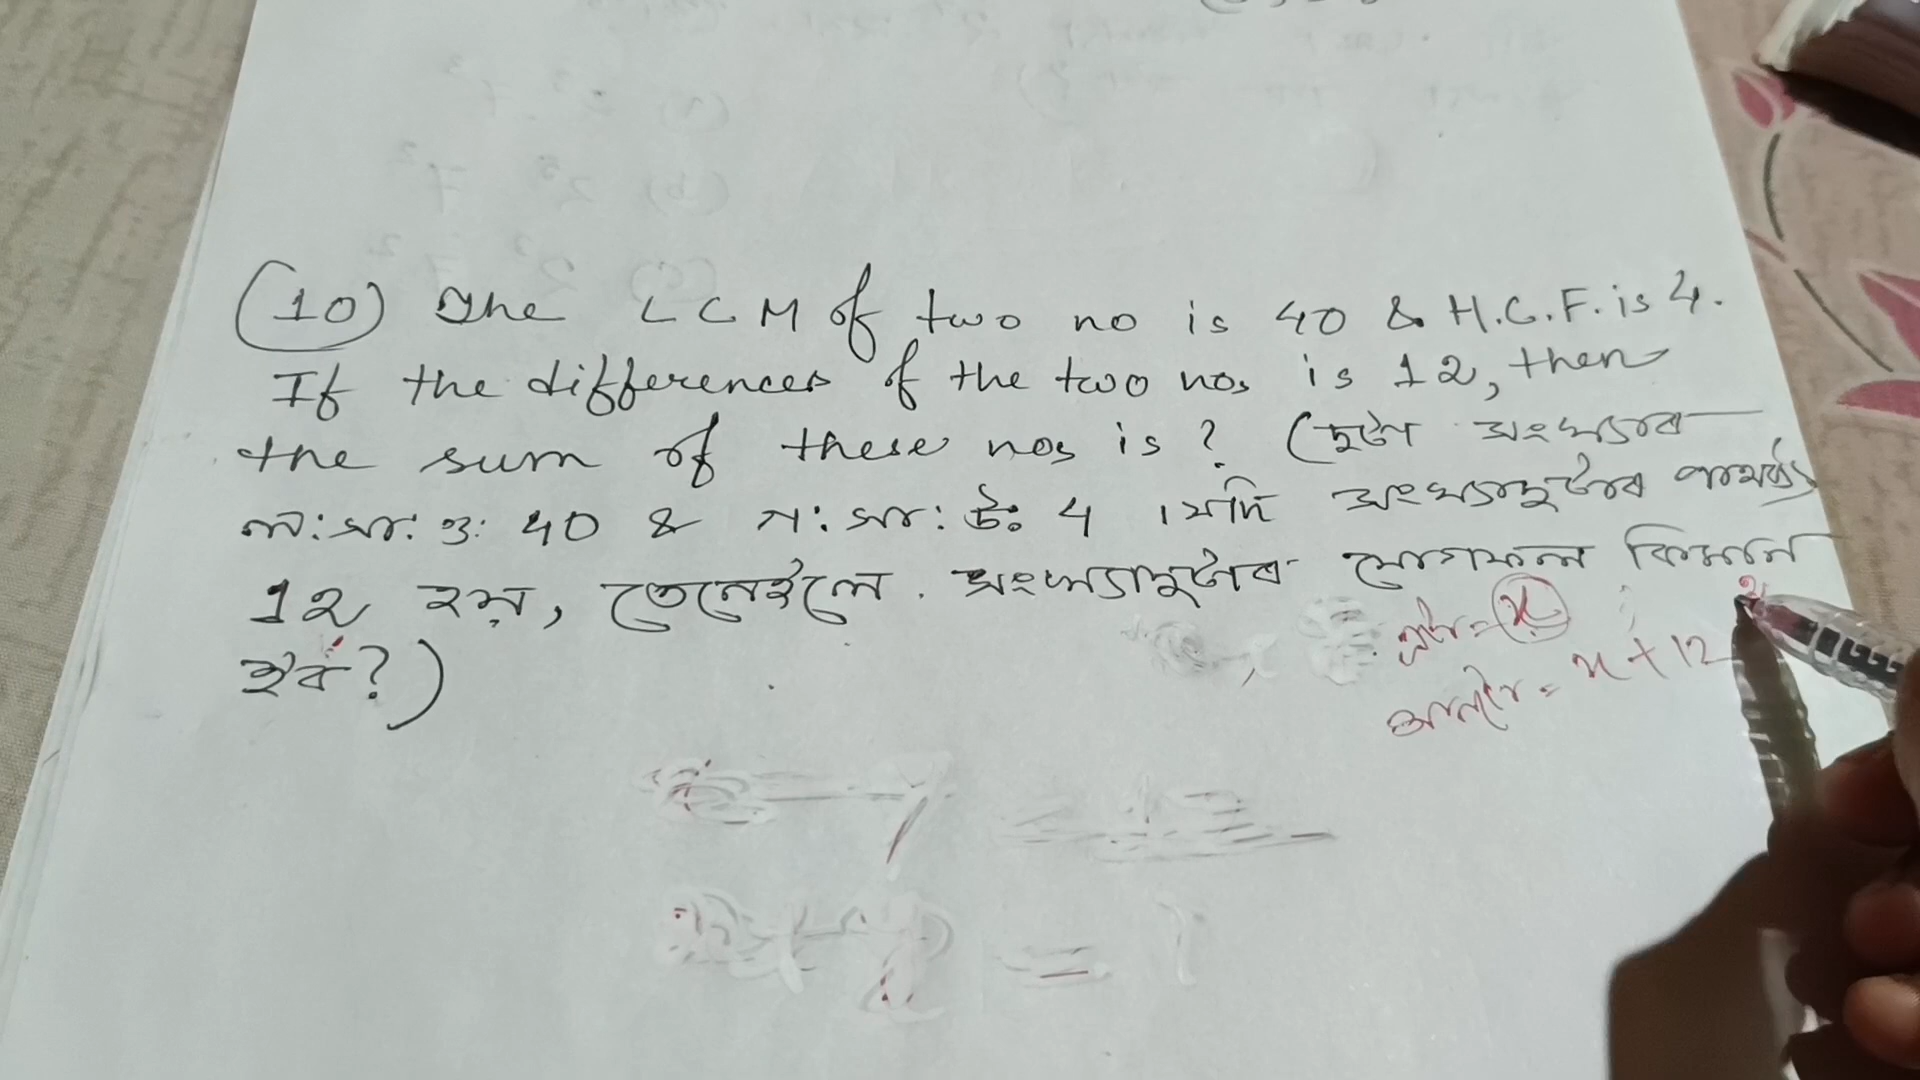 (10) The LCM of two no is 40 & H.C.F. is 4.
If the differences of the two nos is 12, then
the sum of these nos is? (দুটা সংখ্যাৰ
ল: সা: গু: 40 & গ: সা: উ: 4 । যদি সংখ্যাদুটাৰ পাৰ্থক্য
12 হয়, তেনেহ'লে সংখ্যাদুটাৰ যোগফল কিমান
হ'ব?)
এটা = x
আনটো = x + 12